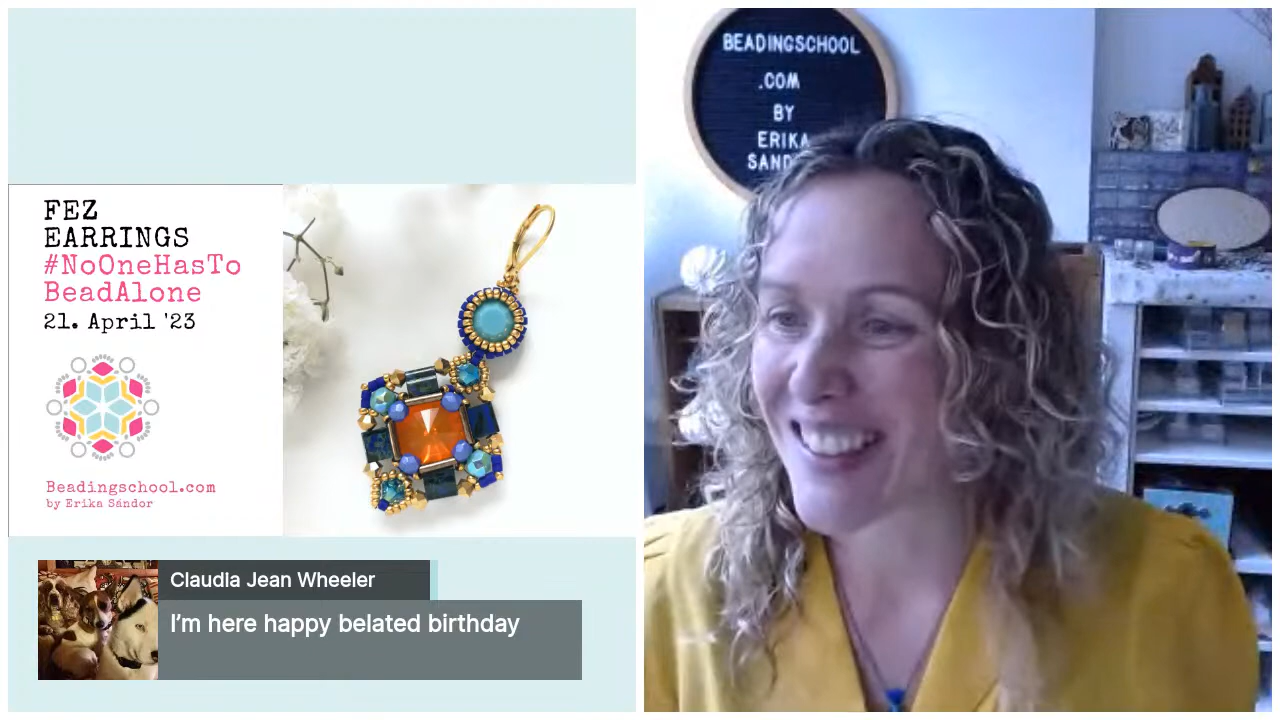 FEZ
EARRINGS
#NoOneHasTo
BeadAlone
21. April '23
Beadingschool.com
by Erika Sándor
Claudia Jean Wheeler
I'm here happy belated birthday
BEADINGSCHOOL
.COM
BY
ERIKA
SAND